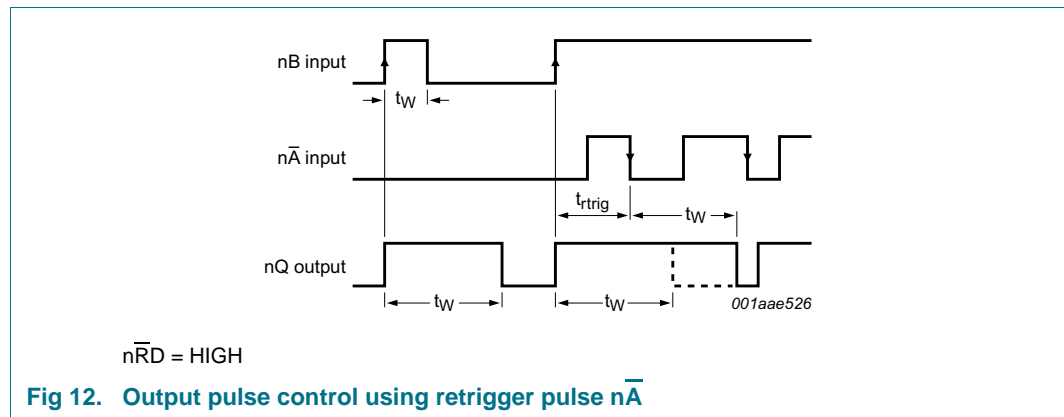 nB input
tW
nA̅ input
trtrig
tW
nQ output
tW
tW
001aae526
nR̅D = HIGH
Fig 12. Output pulse control using retrigger pulse nA̅